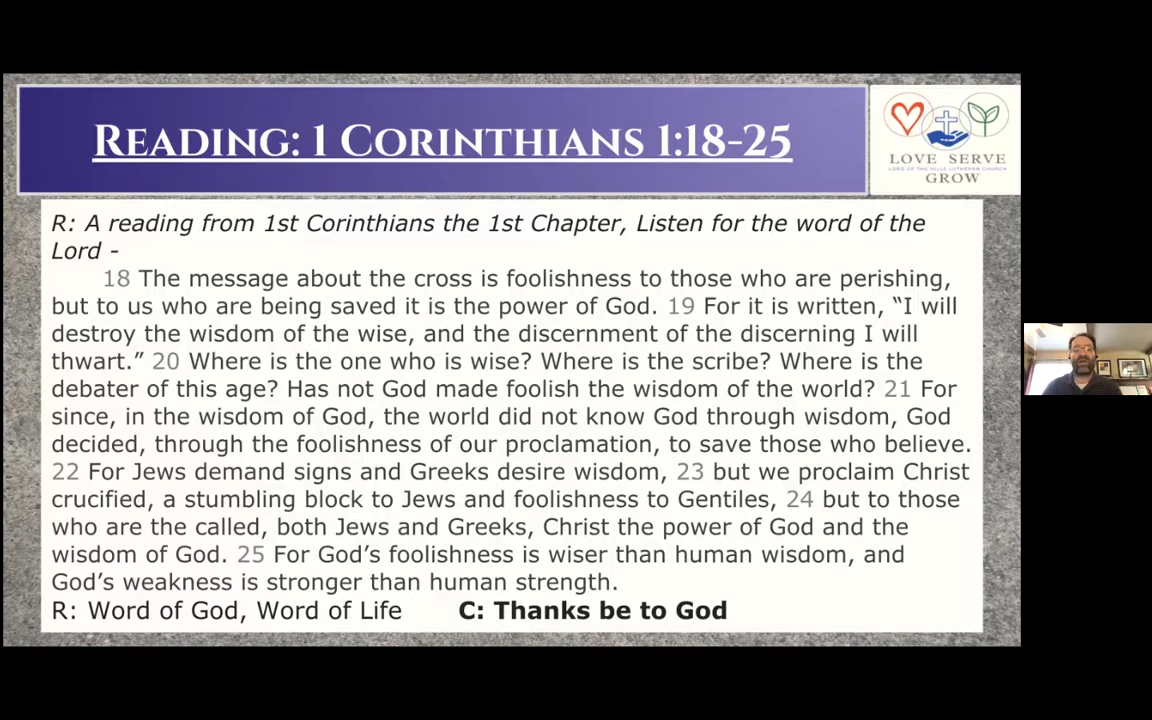 Reading: 1 Corinthians 1:18-25
LOVE SERVE
LORD OF THE HILLS LUTHERAN CHURCH
GROW
R: A reading from 1st Corinthians the 1st Chapter, Listen for the word of the
Lord -
18 The message about the cross is foolishness to those who are perishing,
but to us who are being saved it is the power of God. 19 For it is written, “I will
destroy the wisdom of the wise, and the discernment of the discerning I will
thwart.” 20 Where is the one who is wise? Where is the scribe? Where is the
debater of this age? Has not God made foolish the wisdom of the world? 21 For
since, in the wisdom of God, the world did not know God through wisdom, God
decided, through the foolishness of our proclamation, to save those who believe.
22 For Jews demand signs and Greeks desire wisdom, 23 but we proclaim Christ
crucified, a stumbling block to Jews and foolishness to Gentiles, 24 but to those
who are the called, both Jews and Greeks, Christ the power of God and the
wisdom of God. 25 For God’s foolishness is wiser than human wisdom, and
God’s weakness is stronger than human strength.
R: Word of God, Word of Life C: Thanks be to God